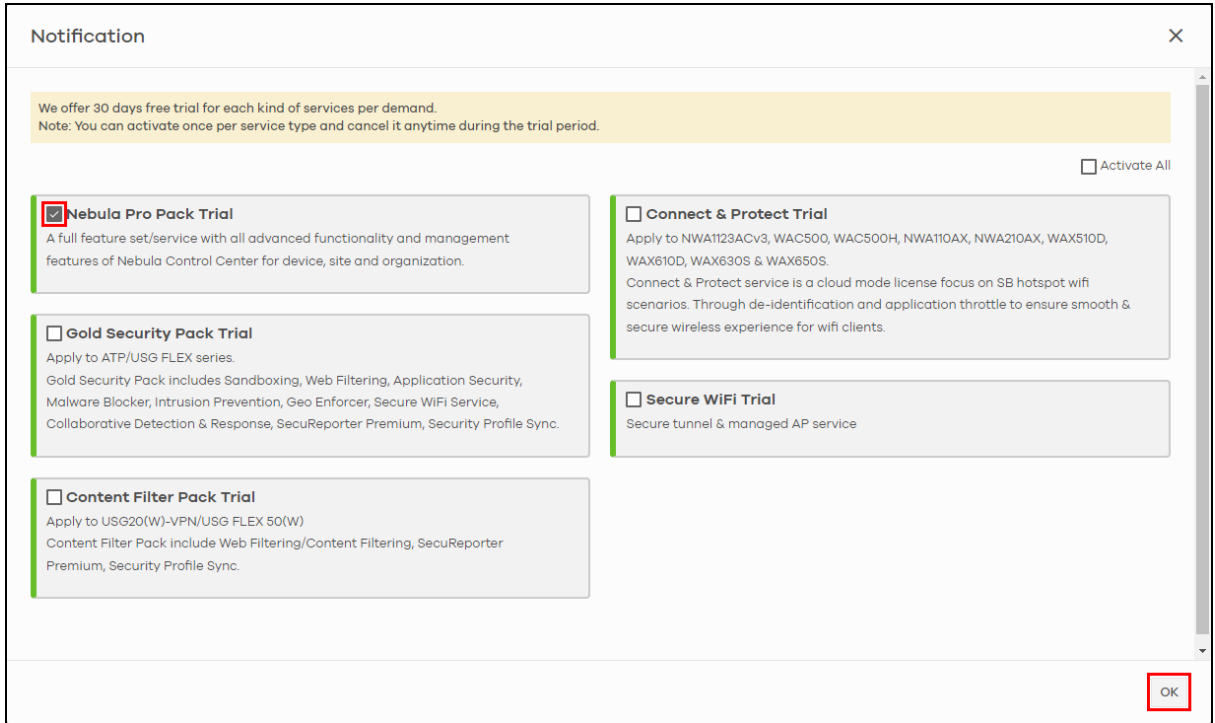 Notification
We offer 30 days free trial for each kind of services per demand.
Note: You can activate once per service type and cancel it anytime during the trial period.
Activate All
Nebula Pro Pack Trial
A full feature set/service with all advanced functionality and management
features of Nebula Control Center for device, site and organization.
Gold Security Pack Trial
Apply to ATP/USG FLEX series.
Gold Security Pack includes Sandboxing, Web Filtering, Application Security,
Malware Blocker, Intrusion Prevention, Geo Enforcer, Secure WiFi Service,
Collaborative Detection & Response, SecuReporter Premium, Security Profile Sync.
Content Filter Pack Trial
Apply to USG20(W)-VPN/USG FLEX 50(W)
Content Filter Pack include Web Filtering/Content Filtering, SecuReporter
Premium, Security Profile Sync.
Connect & Protect Trial
Apply to NWA1123ACv3, WAC500, WAC500H, NWA110AX, NWA210AX, WAX510D,
WAX610D, WAX630S & WAX650S.
Connect & Protect service is a cloud mode license focus on SB hotspot wifi
scenarios. Through de-identification and application throttle to ensure smooth &
secure wireless experience for wifi clients.
Secure WiFi Trial
Secure tunnel & managed AP service
OK